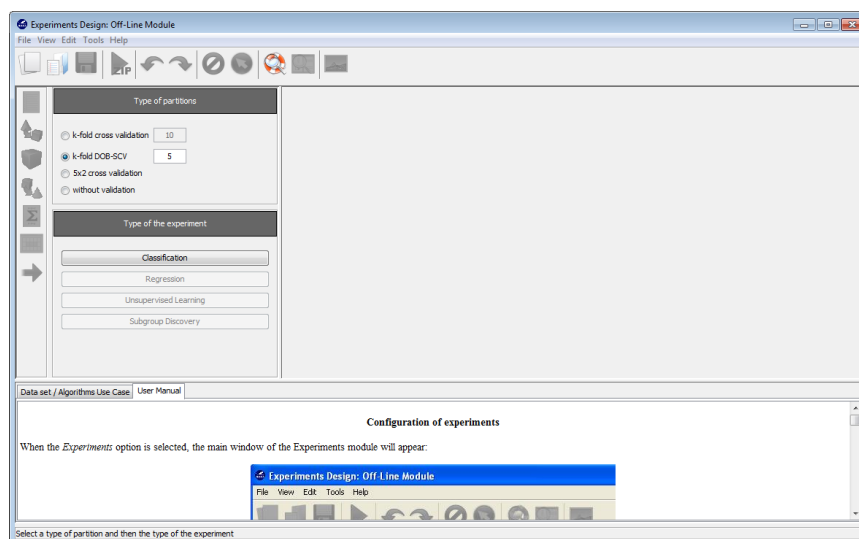 Experiments Design: Off-Line Module
File View Edit Tools Help
ZIP
Type of partitions
k-fold cross validation 10
k-fold DOB-SCV 5
5x2 cross validation
without validation
Type of the experiment
Classification
Regression
Unsupervised Learning
Subgroup Discovery
Data set / Algorithms Use Case User Manual
Configuration of experiments
When the Experiments option is selected, the main window of the Experiments module will appear:
Experiments Design: Off-Line Module
File View Edit Tools Help
Select a type of partition and then the type of the experiment